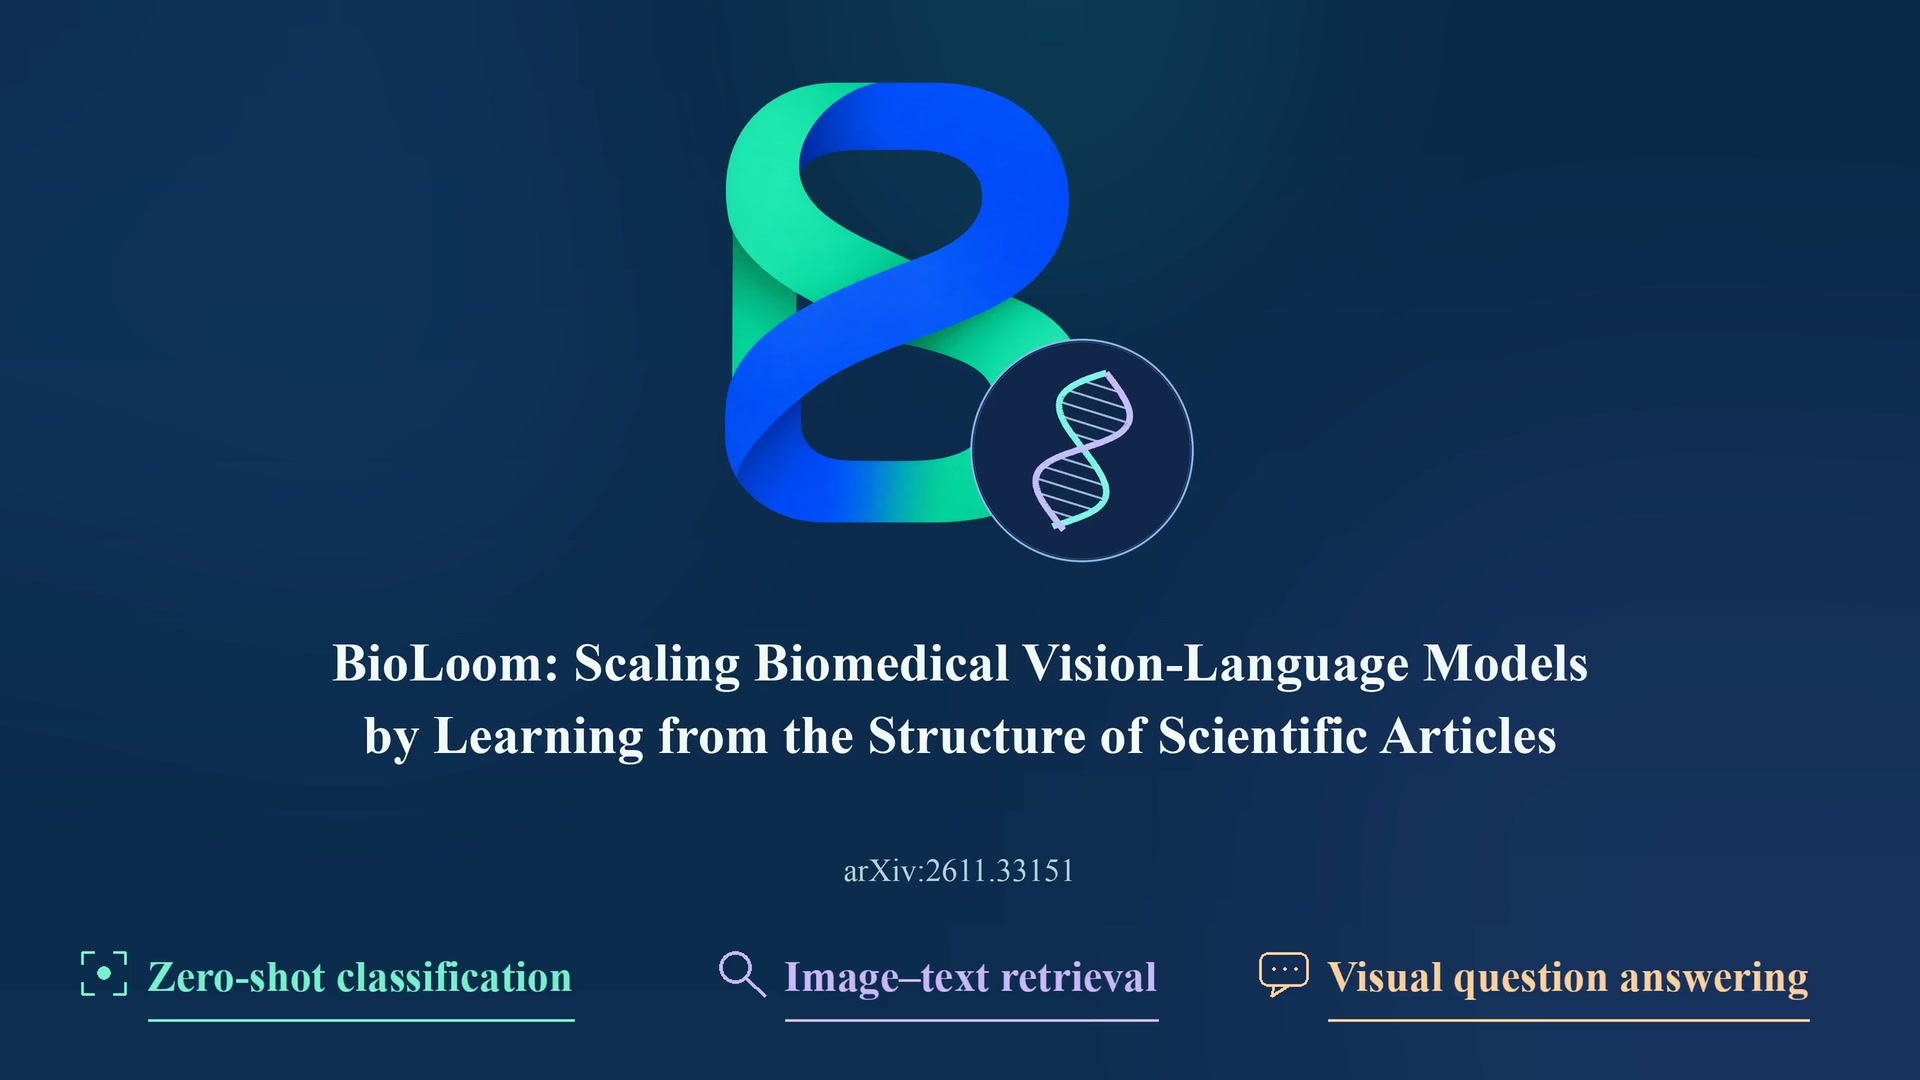 BioLoom: Scaling Biomedical Vision-Language Models
by Learning from the Structure of Scientific Articles
arXiv:2611.33151
Zero-shot classification
Image–text retrieval
Visual question answering